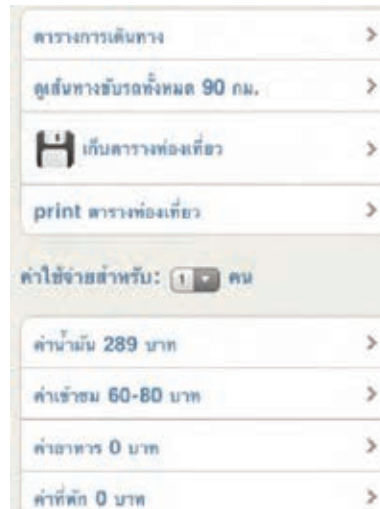 ตารางการเดินทาง
ดูเส้นทางขับรถทั้งหมด 90 กม.
เก็บตารางท่องเที่ยว
print ตารางท่องเที่ยว
ค่าใช้จ่ายสำหรับ: 1 คน
ค่าน้ำมัน 289 บาท
ค่าเข้าชม 60-80 บาท
ค่าอาหาร 0 บาท
ค่าที่พัก 0 บาท